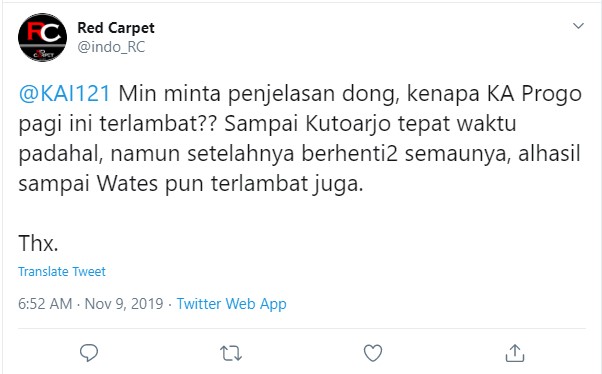 RC
CARPET
Red Carpet
@indo_RC
@KAI121 Min minta penjelasan dong, kenapa KA Progo
pagi ini terlambat?? Sampai Kutoarjo tepat waktu
padahal, namun setelahnya berhenti2 semaunya, alhasil
sampai Wates pun terlambat juga.
Thx.
Translate Tweet
6:52 AM · Nov 9, 2019 · Twitter Web App